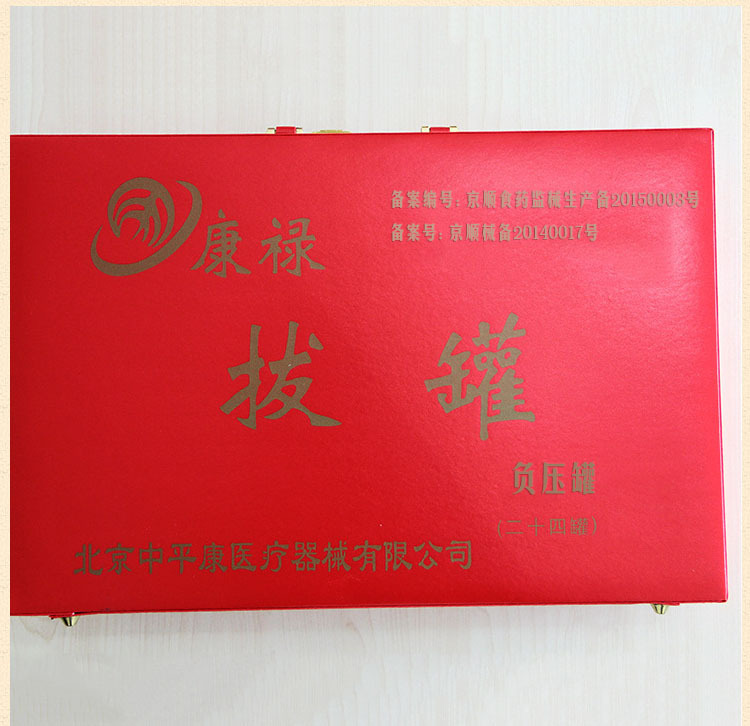 康禄
备案编号：京顺食药监械生产备20150003号
备案号：京顺械备20140017号
拔罐
负压罐
(二十四罐)
北京中平康医疗器械有限公司